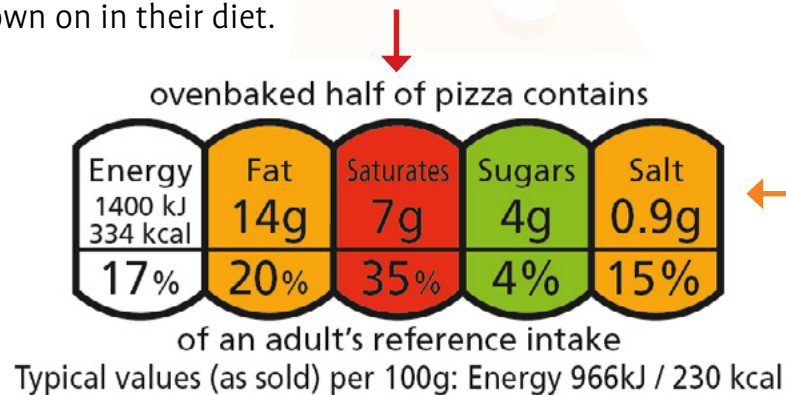 own on in their diet.
ovenbaked half of pizza contains
Energy Fat Saturates Sugars Salt
1400 kJ
334 kcal 14g 7g 4g 0.9g
17% 20% 35% 4% 15%
of an adult's reference intake
Typical values (as sold) per 100g: Energy 966kJ / 230 kcal